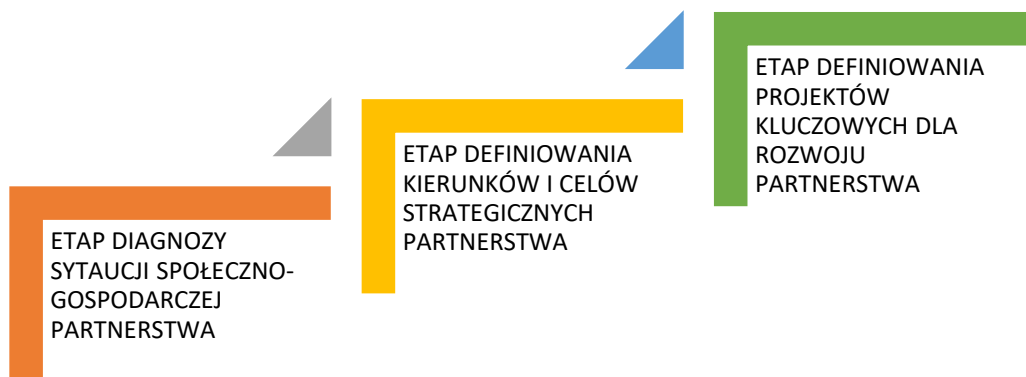 ETAP DIAGNOZY
SYTAUCJI SPOŁECZNO-
GOSPODARCZEJ
PARTNERSTWA
ETAP DEFINIOWANIA
KIERUNKÓW I CELÓW
STRATEGICZNYCH
PARTNERSTWA
ETAP DEFINIOWANIA
PROJEKTÓW
KLUCZOWYCH DLA
ROZWOJU
PARTNERSTWA